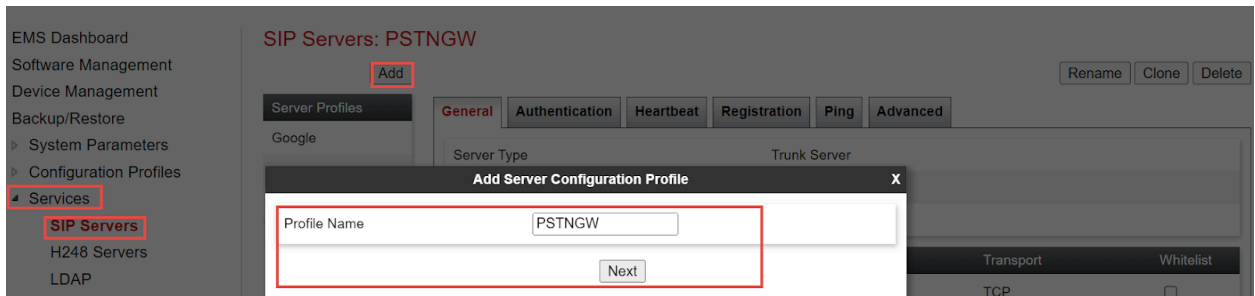 EMS Dashboard
Software Management
Device Management
Backup/Restore
System Parameters
Configuration Profiles
Services
SIP Servers
H248 Servers
LDAP
SIP Servers: PSTNGW
Add
Rename Clone Delete
Server Profiles
Google
General Authentication Heartbeat Registration Ping Advanced
Server Type Trunk Server
Add Server Configuration Profile X
Profile Name PSTNGW
Next
Transport Whitelist
TCP